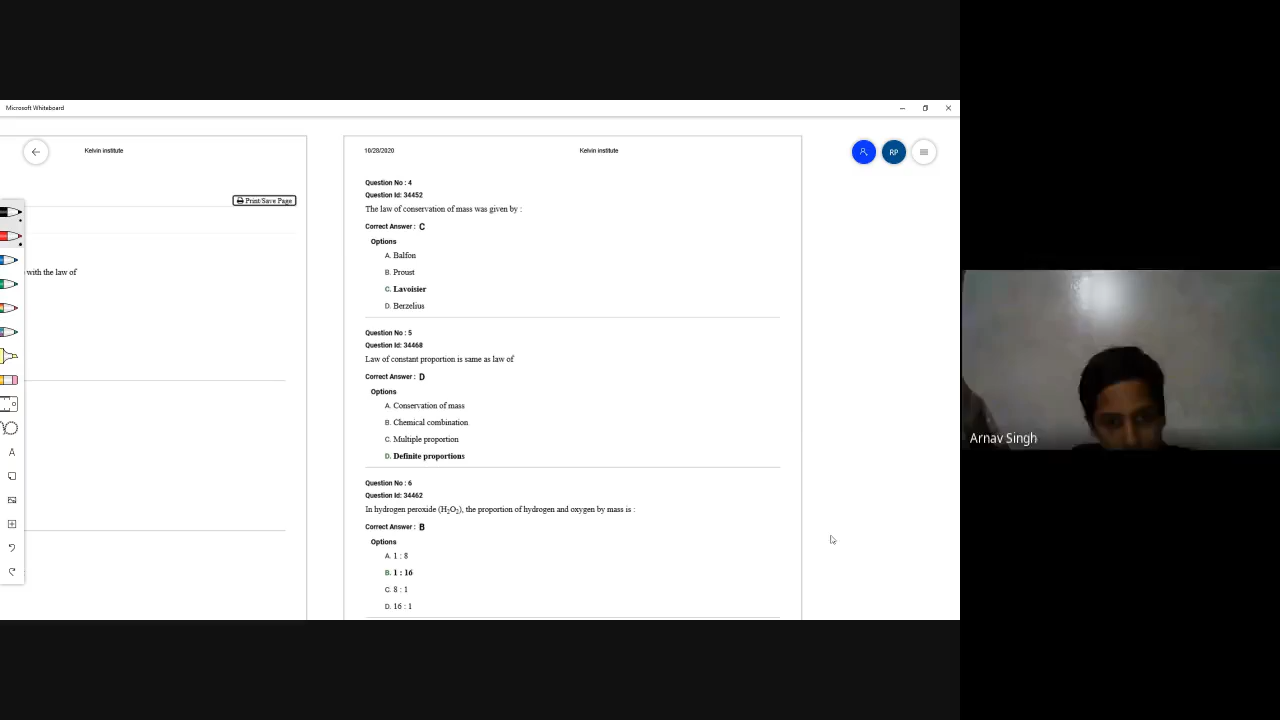 Microsoft Whiteboard
Kelvin institute
Print/Save Page
with the law of
10/28/2020 Kelvin institute
Question No : 4
Question Id: 34452
The law of conservation of mass was given by :
Correct Answer : C
Options
A. Balfon
B. Proust
C. Lavoisier
D. Berzelius
Question No : 5
Question Id: 34468
Law of constant proportion is same as law of
Correct Answer : D
Options
A. Conservation of mass
B. Chemical combination
C. Multiple proportion
D. Definite proportions
Question No : 6
Question Id: 34462
In hydrogen peroxide (H₂O₂), the proportion of hydrogen and oxygen by mass is :
Correct Answer : B
Options
A. 1 : 8
B. 1 : 16
C. 8 : 1
D. 16 : 1
RP
A
Arnav Singh